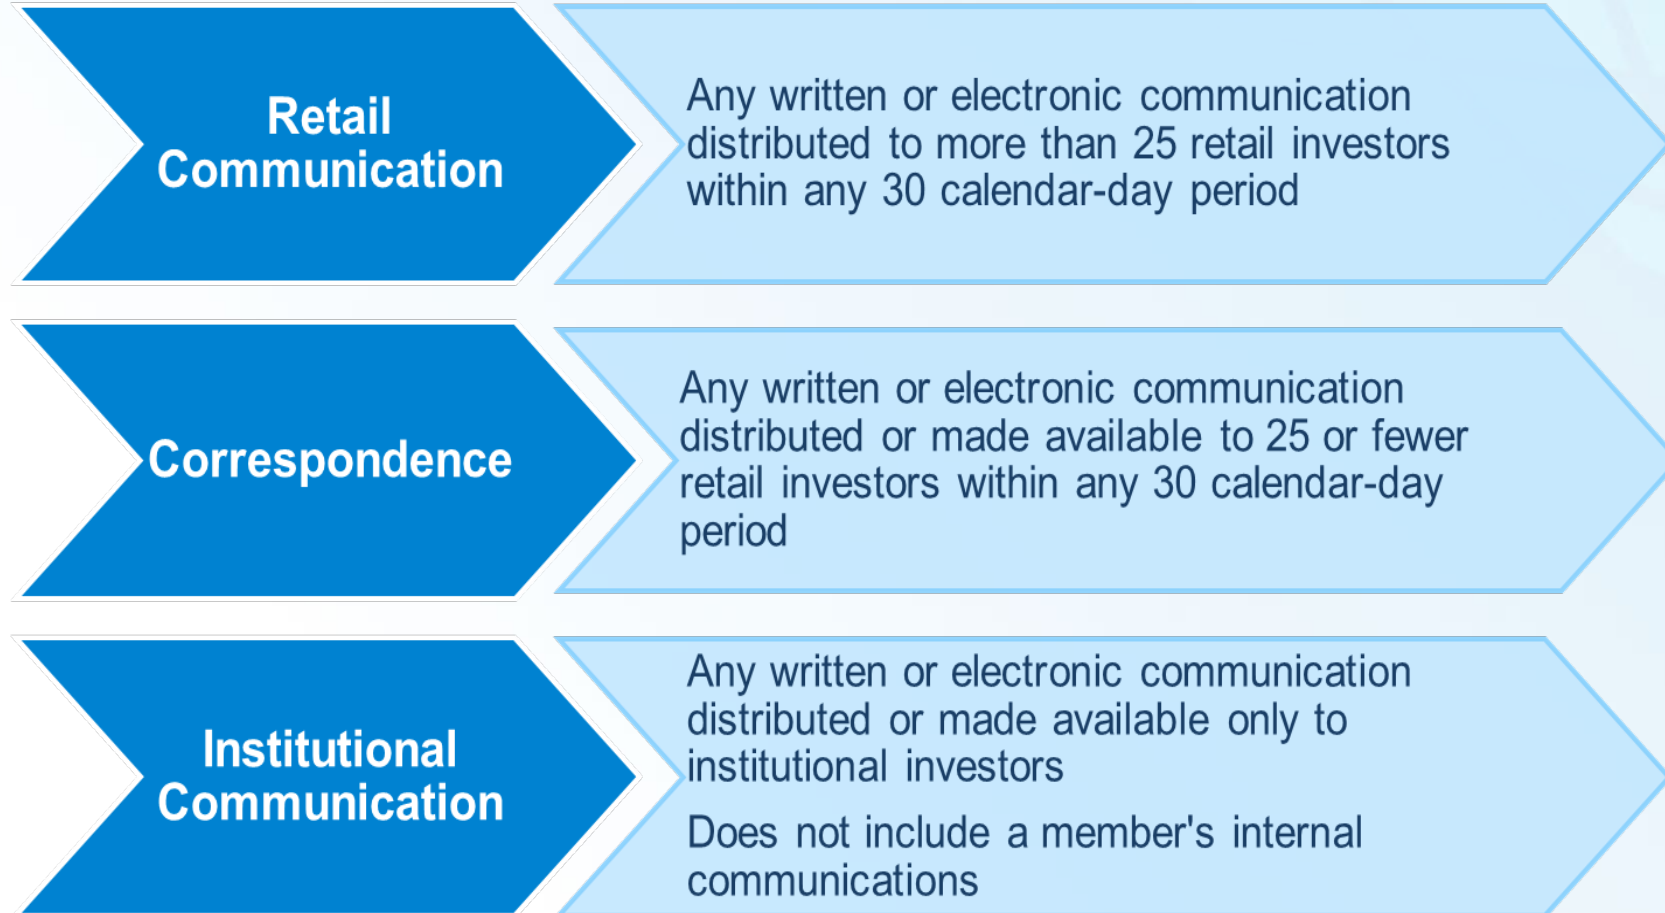 Retail
Communication
Any written or electronic communication
distributed to more than 25 retail investors
within any 30 calendar-day period
Correspondence
Any written or electronic communication
distributed or made available to 25 or fewer
retail investors within any 30 calendar-day
period
Institutional
Communication
Any written or electronic communication
distributed or made available only to
institutional investors
Does not include a member's internal
communications